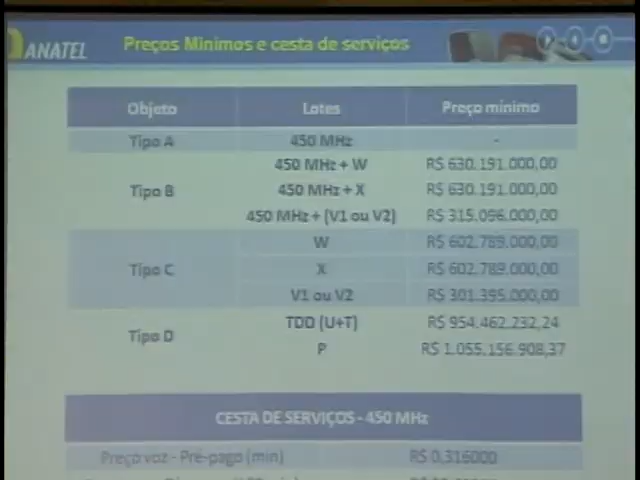 ANATEL
Preços Mínimos e cesta de serviços
Objeto Lotes Preço mínimo
Tipo A 450 MHz -
Tipo B
450 MHz + W R$ 630.191.000,00
450 MHz + X R$ 630.191.000,00
450 MHz + (V1 ou V2) R$ 315.096.000,00
Tipo C
W R$ 602.789.000,00
X R$ 602.789.000,00
V1 ou V2 R$ 301.395.000,00
Tipo D
TDD (U+T) R$ 954.462.232,24
P R$ 1.055.156.908,37
CESTA DE SERVIÇOS - 450 MHz
Preço voz - Pré-pago (min) R$ 0,316000